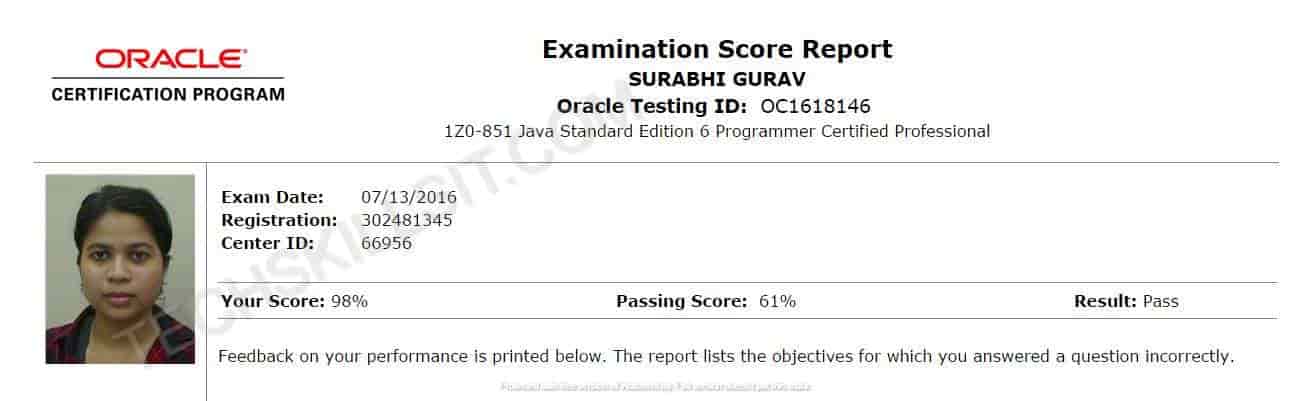 ORACLE
CERTIFICATION PROGRAM
Examination Score Report
SURABHI GURAV
Oracle Testing ID: OC1618146
1Z0-851 Java Standard Edition 6 Programmer Certified Professional
Exam Date: 07/13/2016
Registration: 302481345
Center ID: 66956
TECHSKILLSIT.COM
Your Score: 98% Passing Score: 61% Result: Pass
Feedback on your performance is printed below. The report lists the objectives for which you answered a question incorrectly.